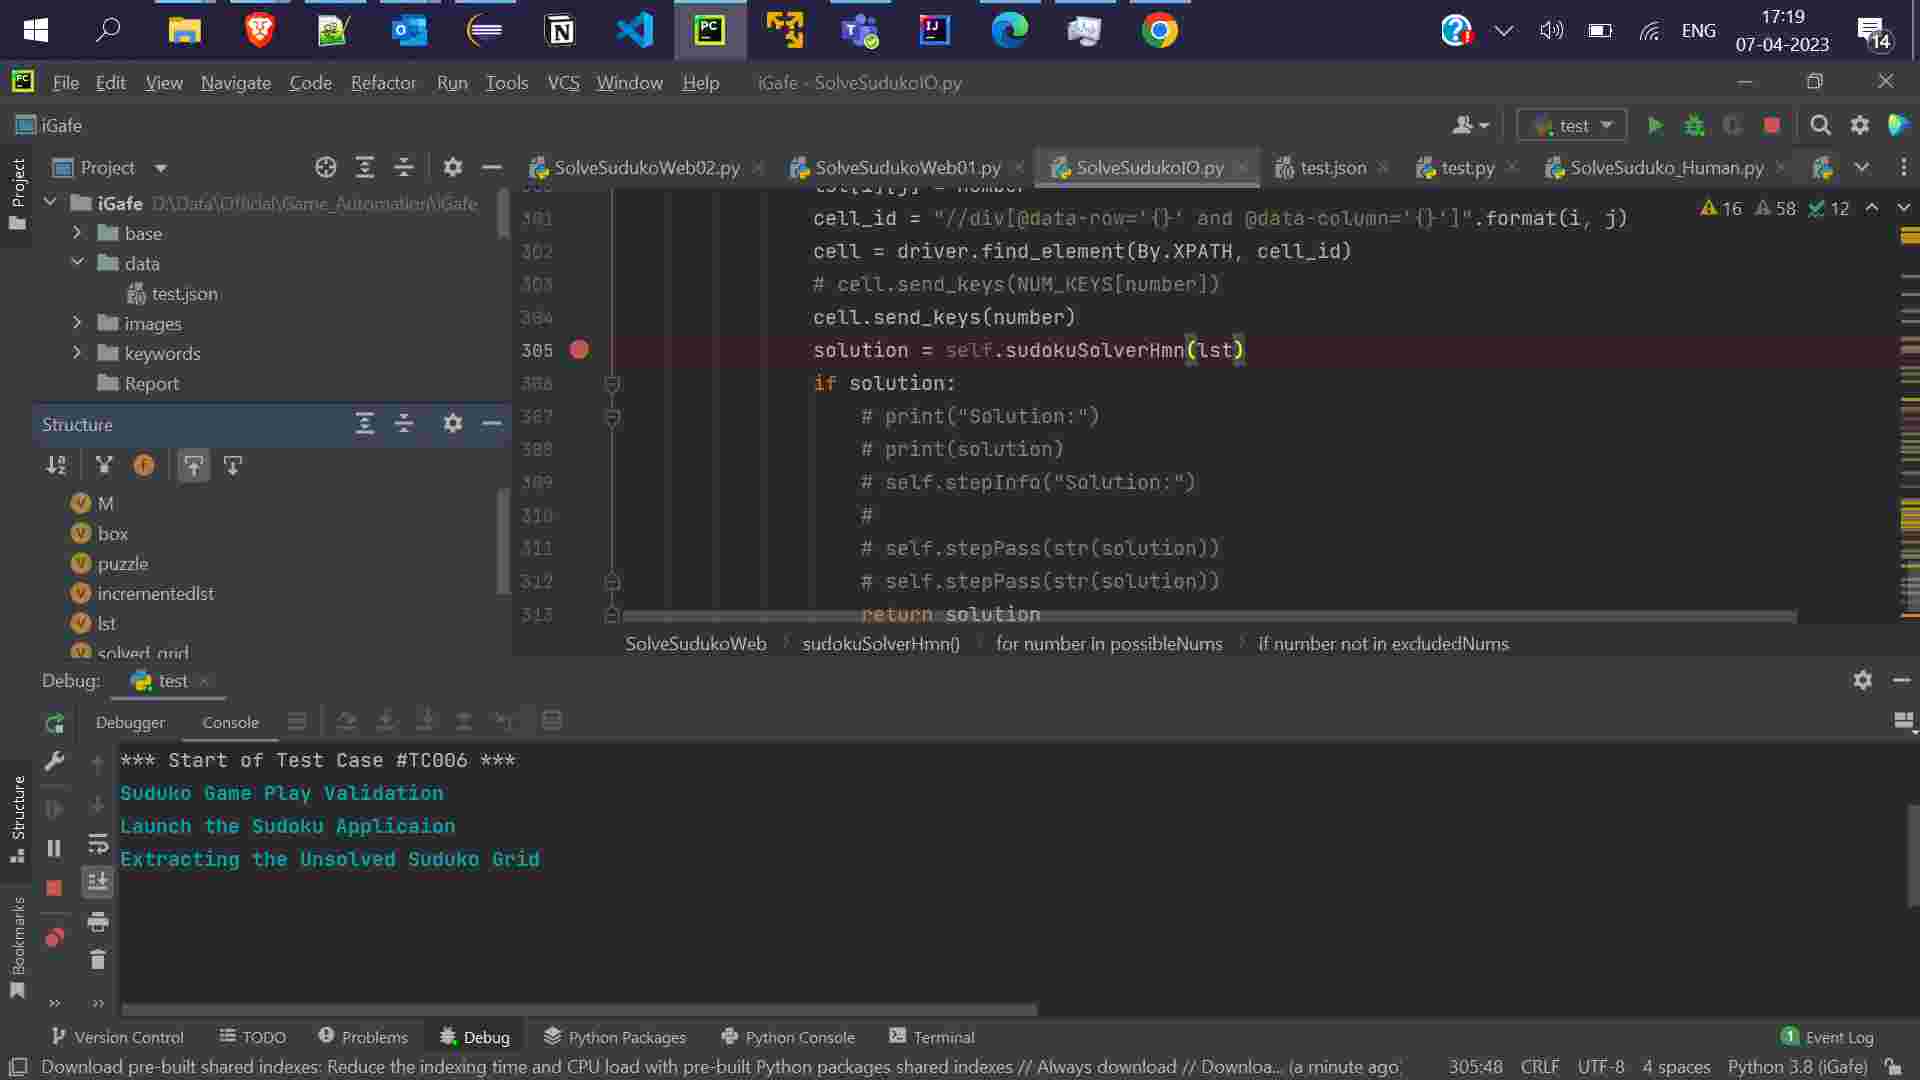 ENG
17:19
07-04-2023
14
File Edit View Navigate Code Refactor Run Tools VCS Window Help iGafe - SolveSudukoIO.py
iGafe
test
Project
SolveSudukoWeb02.py
SolveSudukoWeb01.py
SolveSudukoIO.py
test.json
test.py
SolveSuduko_Human.py
Project
iGafe D:\Data\Official\Game_Automation\iGafe
base
data
test.json
images
keywords
Report
Structure
M
box
puzzle
incrementedlst
lst
solved_grid
16 58 12
301 cell_id = "//div[@data-row='{}' and @data-column='{}']".format(i, j)
302 cell = driver.find_element(By.XPATH, cell_id)
303 # cell.send_keys(NUM_KEYS[number])
304 cell.send_keys(number)
305 solution = self.sudokuSolverHmn(lst)
306 if solution:
307 # print("Solution:")
308 # print(solution)
309 # self.stepInfo("Solution:")
310 #
311 # self.stepPass(str(solution))
312 # self.stepPass(str(solution))
313 return solution
SolveSudukoWeb sudokuSolverHmn() for number in possibleNums if number not in excludedNums
Debug: test
Debugger Console
*** Start of Test Case #TC006 ***
Suduko Game Play Validation
Launch the Sudoku Applicaion
Extracting the Unsolved Suduko Grid
Structure
Bookmarks
Version Control TODO Problems Debug Python Packages Python Console Terminal 1 Event Log
Download pre-built shared indexes: Reduce the indexing time and CPU load with pre-built Python packages shared indexes // Always download // Downloa... (a minute ago) 305:48 CRLF UTF-8 4 spaces Python 3.8 (iGafe)